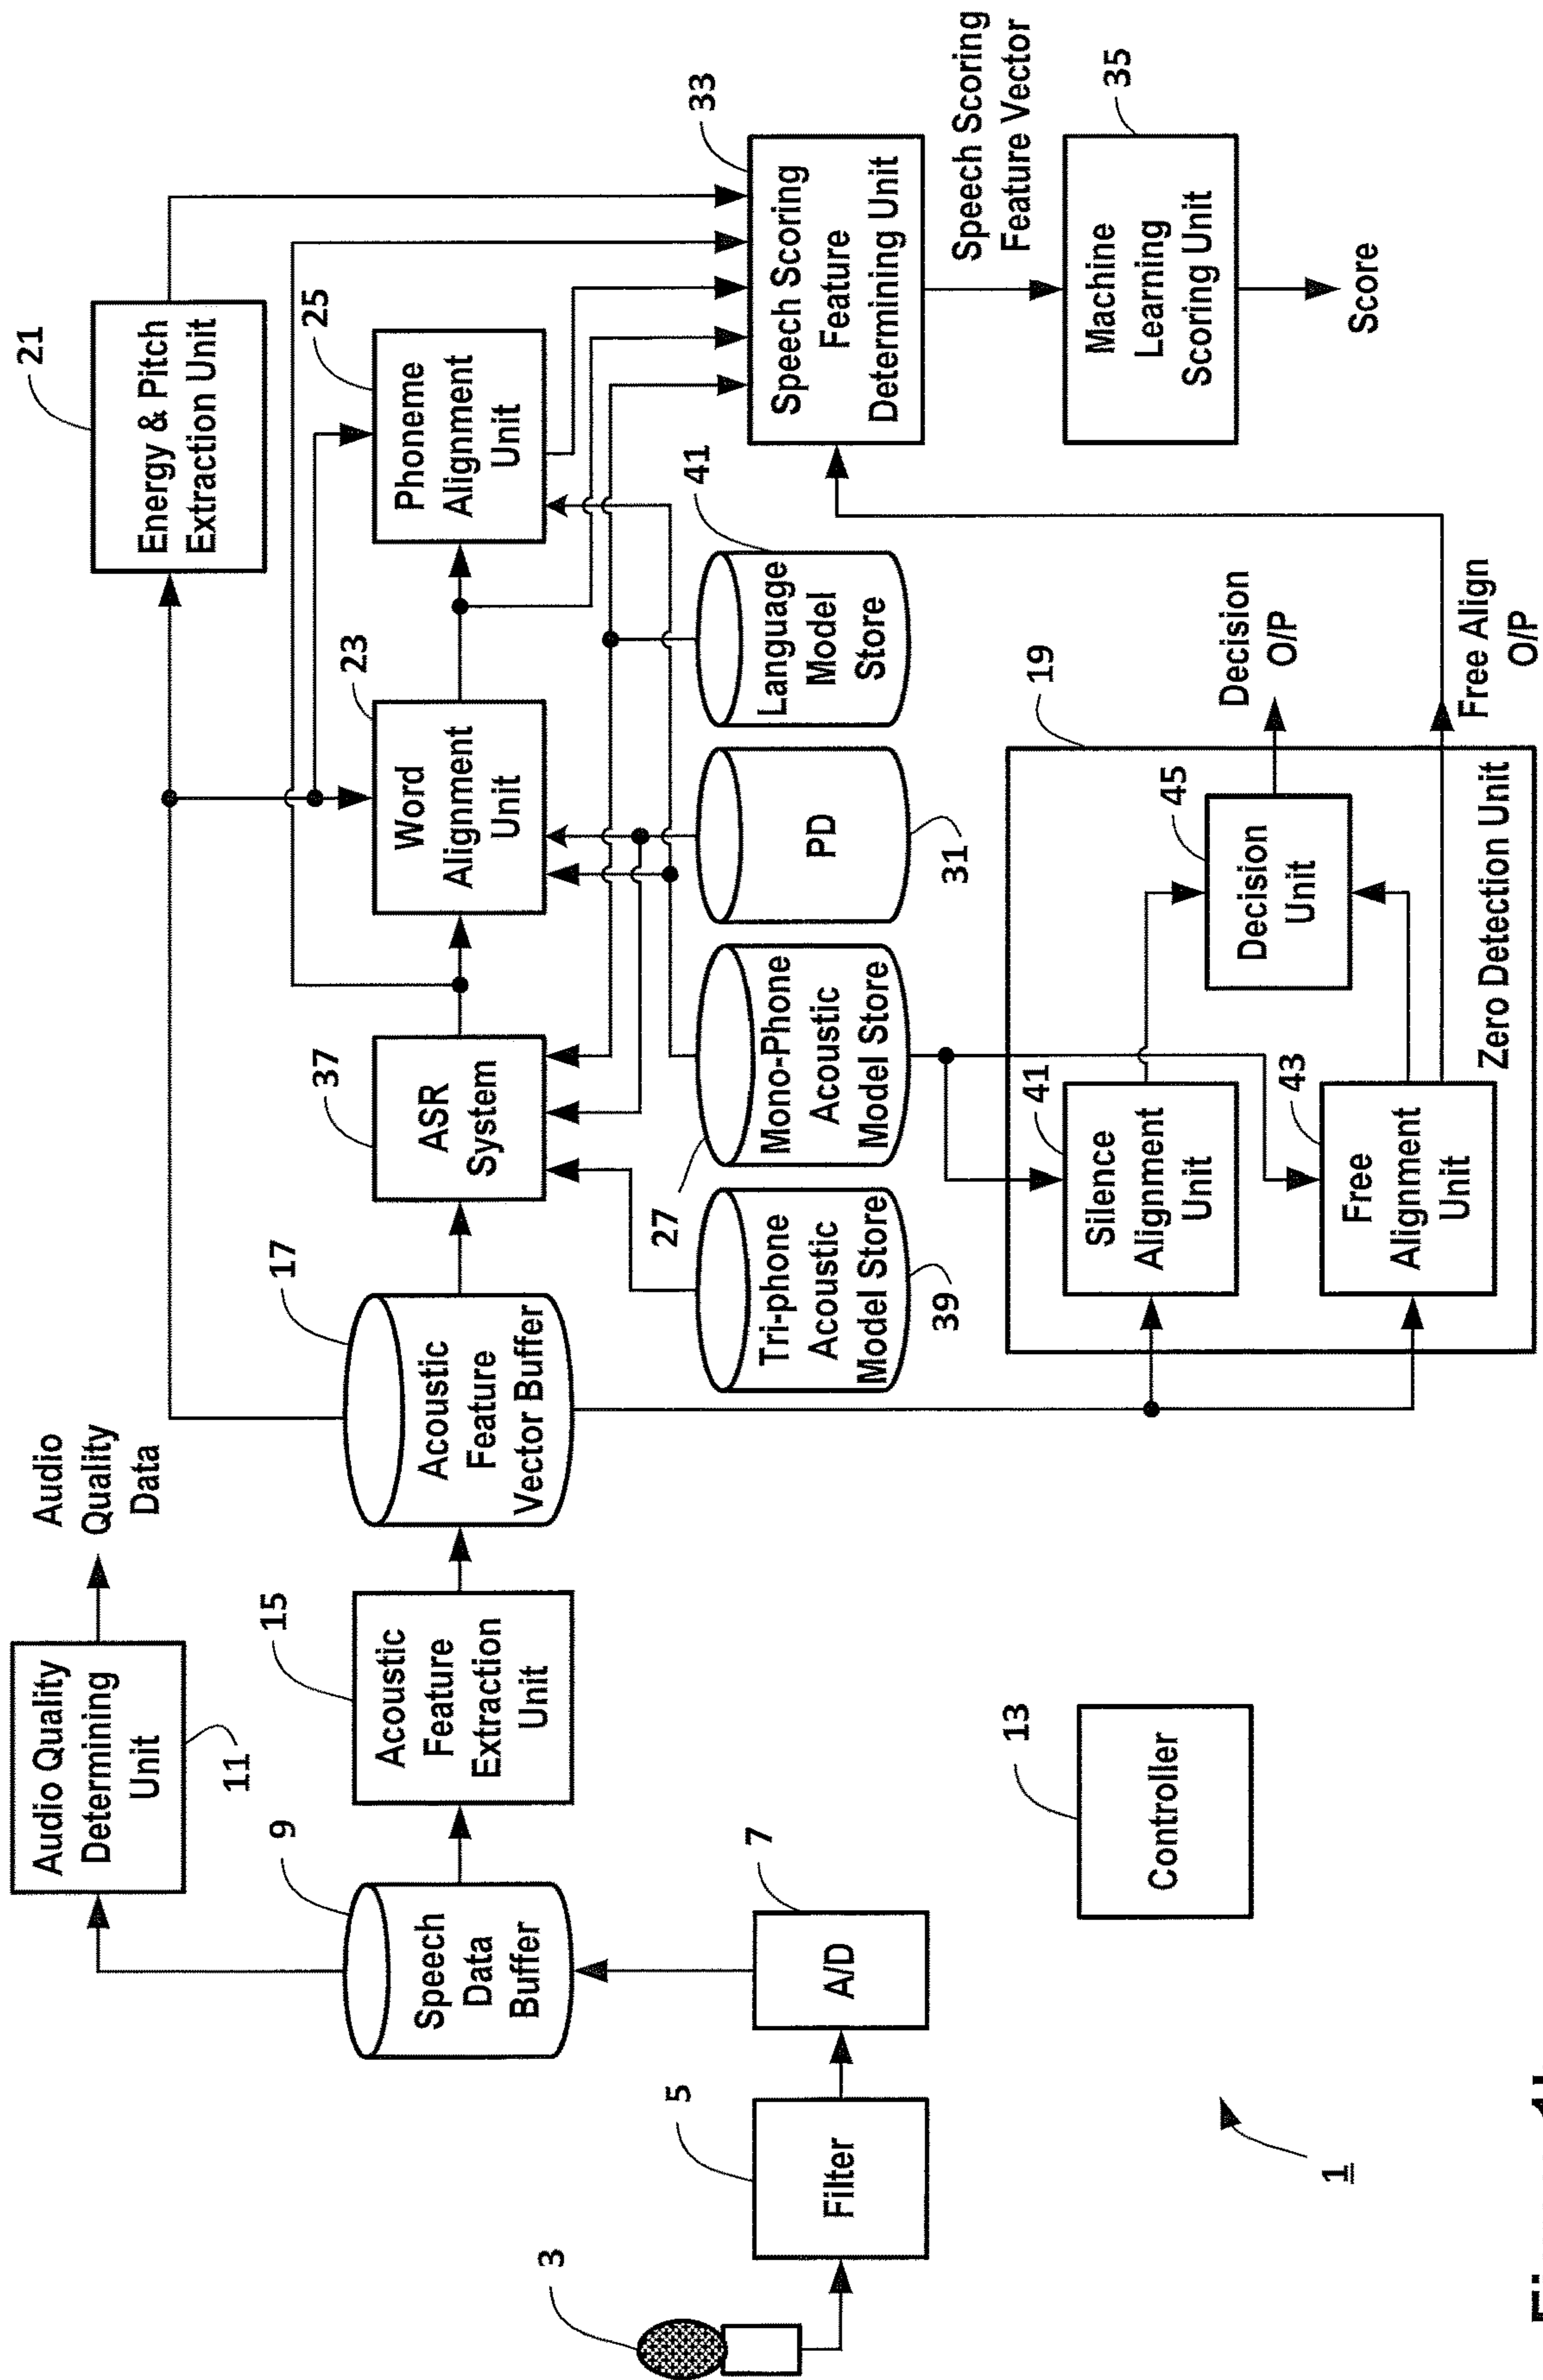 Audio Quality
Determining
Unit
11
Audio
Quality
Data
21
Energy & Pitch
Extraction Unit
9
Speech
Data
Buffer
15
Acoustic
Feature
Extraction
Unit
17
Acoustic
Feature
Vector Buffer
37
ASR
System
23
Word
Alignment
Unit
25
Phoneme
Alignment
Unit
3
5
Filter
7
A/D
27
Tri-phone
Acoustic
Model Store
39
Mono-Phone
Acoustic
Model Store
PD
31
Language
Model
Store
41
33
Speech Scoring
Feature
Determining Unit
Speech Scoring
Feature Vector
35
Machine
Learning
Scoring Unit
Score
13
Controller
41
Silence
Alignment
Unit
43
Free
Alignment
Unit
45
Decision
Unit
19
Decision
O/P
Zero Detection Unit
Free Align
O/P
1